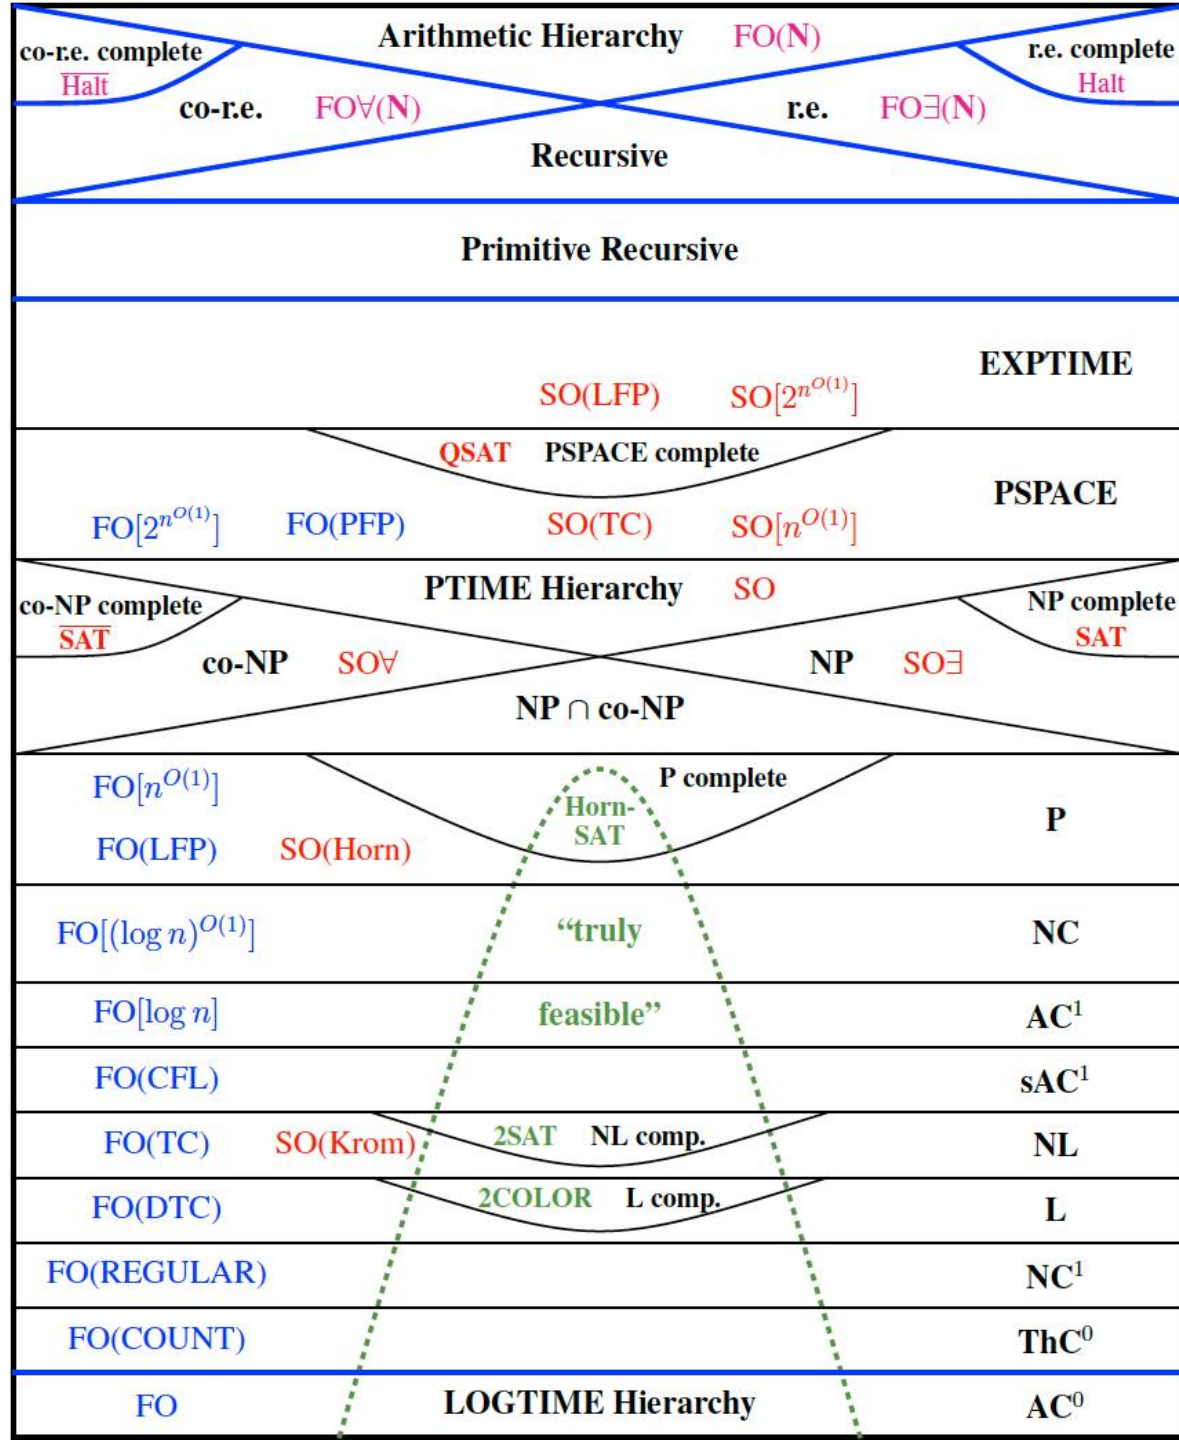 Arithmetic Hierarchy FO(N)
co-r.e. complete
r.e. complete
H̅a̅l̅t̅
Halt
co-r.e. FO∀(N)
r.e. FO∃(N)
Recursive
Primitive Recursive
EXPTIME
SO(LFP) SO[2^{n^{O(1)}}]
QSAT PSPACE complete
PSPACE
FO[2^{n^{O(1)}}] FO(PFP) SO(TC) SO[n^{O(1)}]
PTIME Hierarchy SO
co-NP complete
NP complete
S̅A̅T̅
SAT
co-NP SO∀
NP SO∃
NP ∩ co-NP
FO[n^{O(1)}]
P complete
Horn-
SAT
P
FO(LFP) SO(Horn)
FO[(log n)^{O(1)}] “truly NC
FO[log n] feasible” AC¹
FO(CFL) sAC¹
FO(TC) SO(Krom) 2SAT NL comp. NL
FO(DTC) 2COLOR L comp. L
FO(REGULAR) NC¹
FO(COUNT) ThC⁰
FO LOGTIME Hierarchy AC⁰